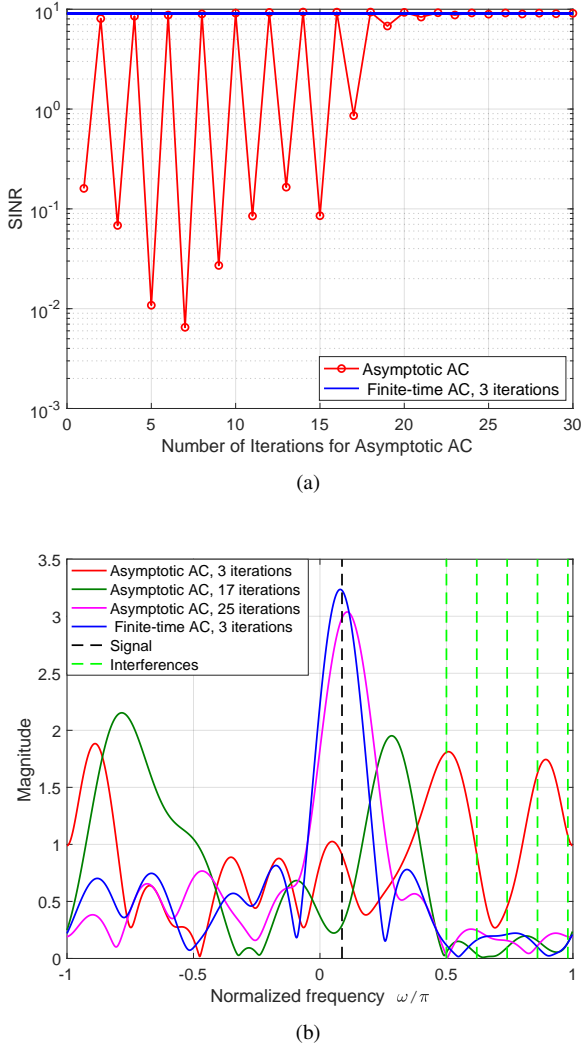 10^1
10^0
10^-1
10^-2
10^-3
SINR
0 5 10 15 20 25 30
Number of Iterations for Asymptotic AC
Asymptotic AC
Finite-time AC, 3 iterations
(a)
3.5
3
2.5
2
1.5
1
0.5
0
Magnitude
Asymptotic AC, 3 iterations
Asymptotic AC, 17 iterations
Asymptotic AC, 25 iterations
Finite-time AC, 3 iterations
Signal
Interferences
-1 -0.5 0 0.5 1
Normalized frequency ω/π
(b)